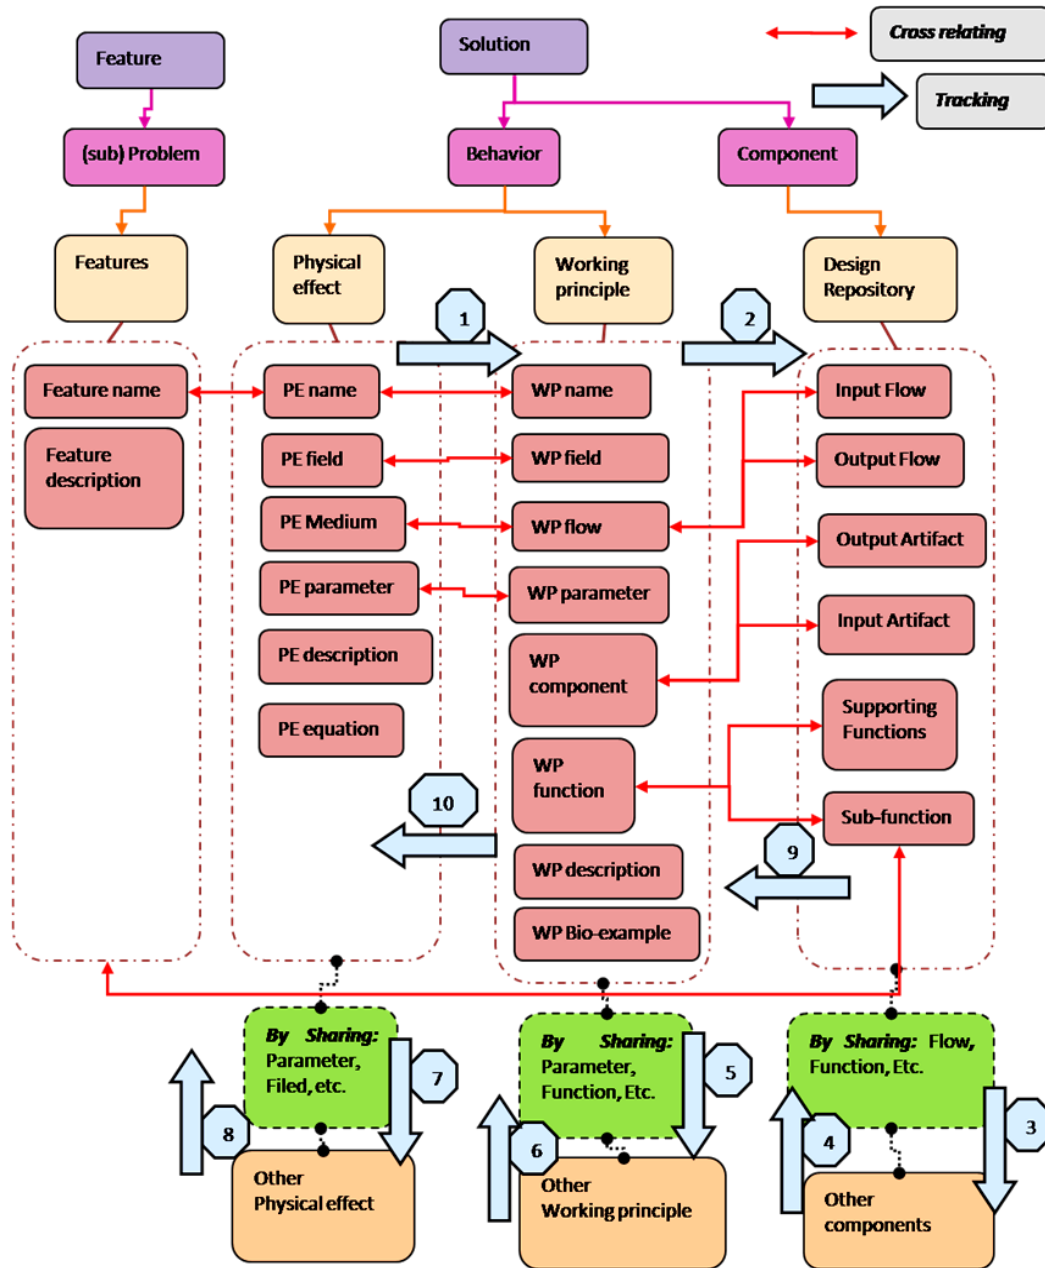 Feature
Solution
Cross relating
Tracking
(sub) Problem
Behavior
Component
Features
Physical
effect
Working
principle
Design
Repository
1
2
Feature name
PE name
WP name
Input Flow
Feature
description
PE field
WP field
Output Flow
PE Medium
WP flow
Output Artifact
PE parameter
WP parameter
Input Artifact
PE description
WP
component
PE equation
Supporting
Functions
WP
function
10
Sub-function
9
WP description
WP Bio-example
By Sharing:
Parameter,
Filed, etc.
By Sharing:
Parameter,
Function, Etc.
By Sharing: Flow,
Function, Etc.
7
5
8
6
4
3
Other
Physical effect
Other
Working principle
Other
components